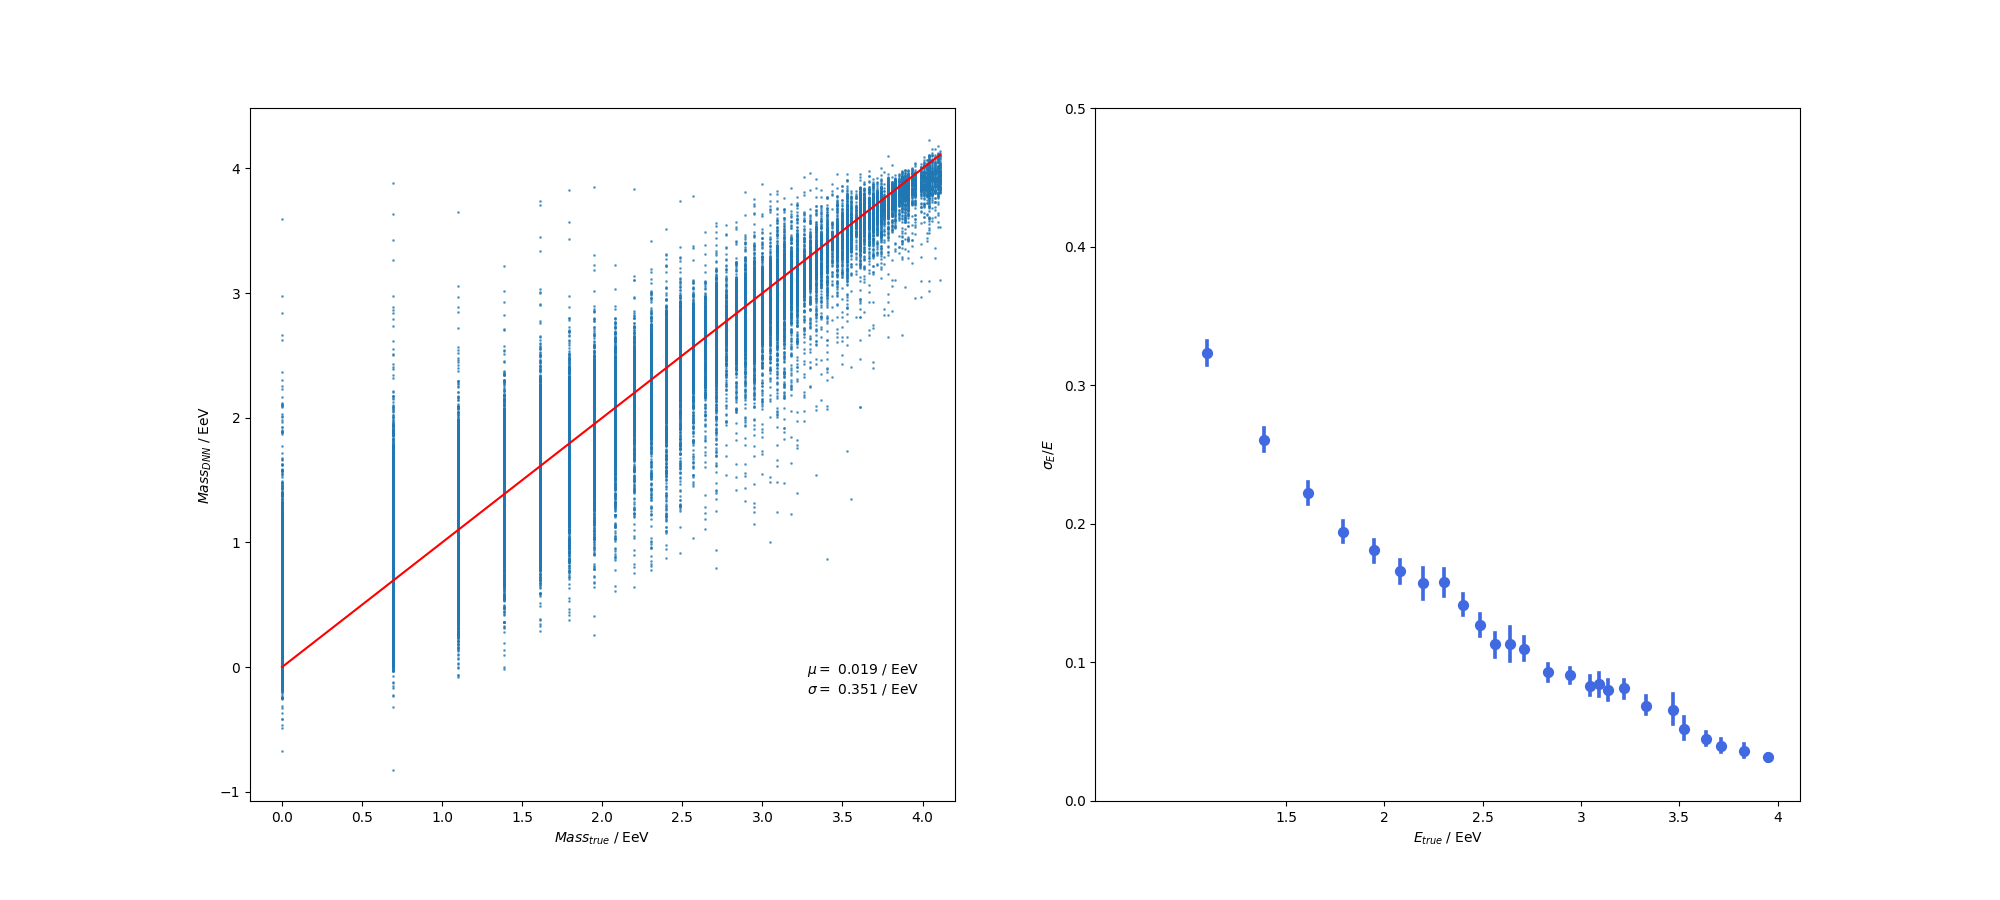 4
3
2
1
0
−1
Mass_DNN / EeV
μ = 0.019 / EeV
σ = 0.351 / EeV
0.0 0.5 1.0 1.5 2.0 2.5 3.0 3.5 4.0
Mass_true / EeV
0.5
0.4
0.3
0.2
0.1
0.0
σ_E/E
1.5 2 2.5 3 3.5 4
E_true / EeV